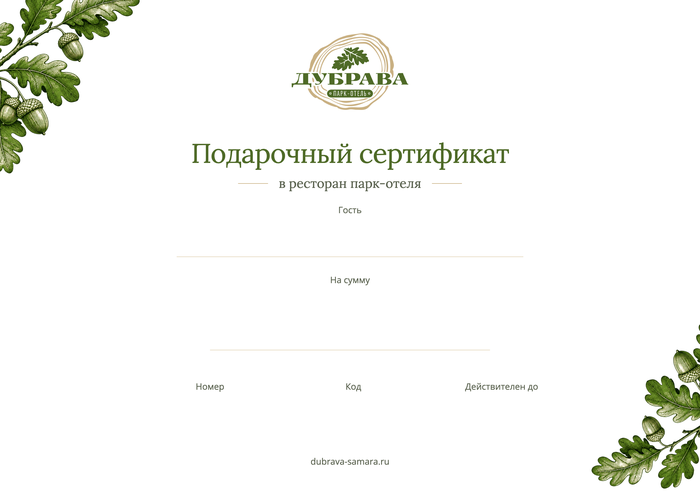 ДУБРАВА
ПАРК-ОТЕЛЬ
Подарочный сертификат
в ресторан парк-отеля
Гость
На сумму
Номер Код Действителен до
dubrava-samara.ru